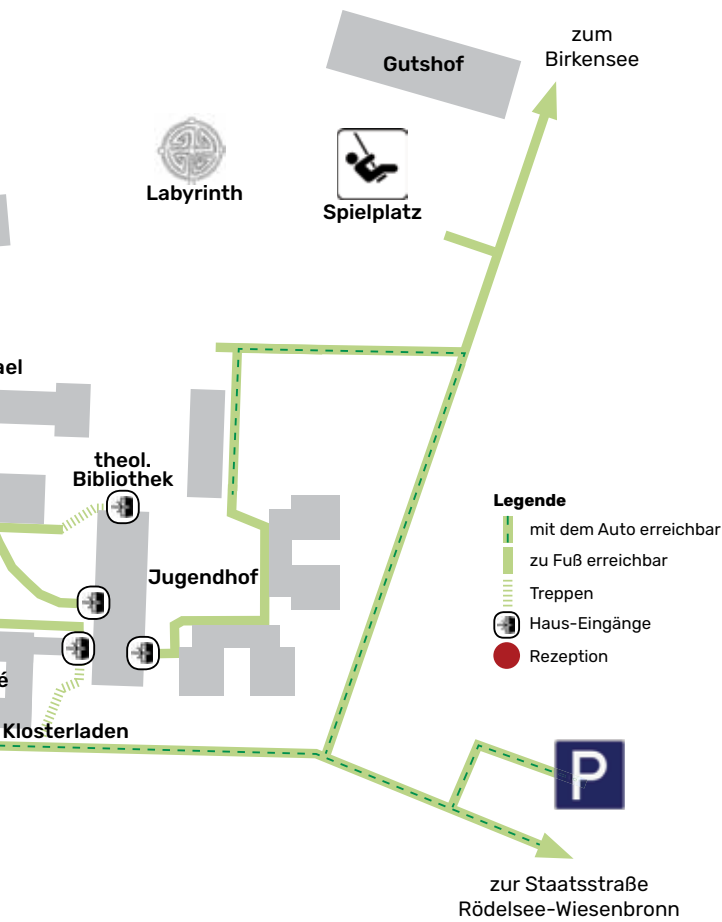 zum
Birkensee
Gutshof
Labyrinth
Spielplatz
ael
theol.
Bibliothek
Jugendhof
é
Klosterladen
Legende
mit dem Auto erreichbar
zu Fuß erreichbar
Treppen
Haus-Eingänge
Rezeption
P
zur Staatsstraße
Rödelsee-Wiesenbronn